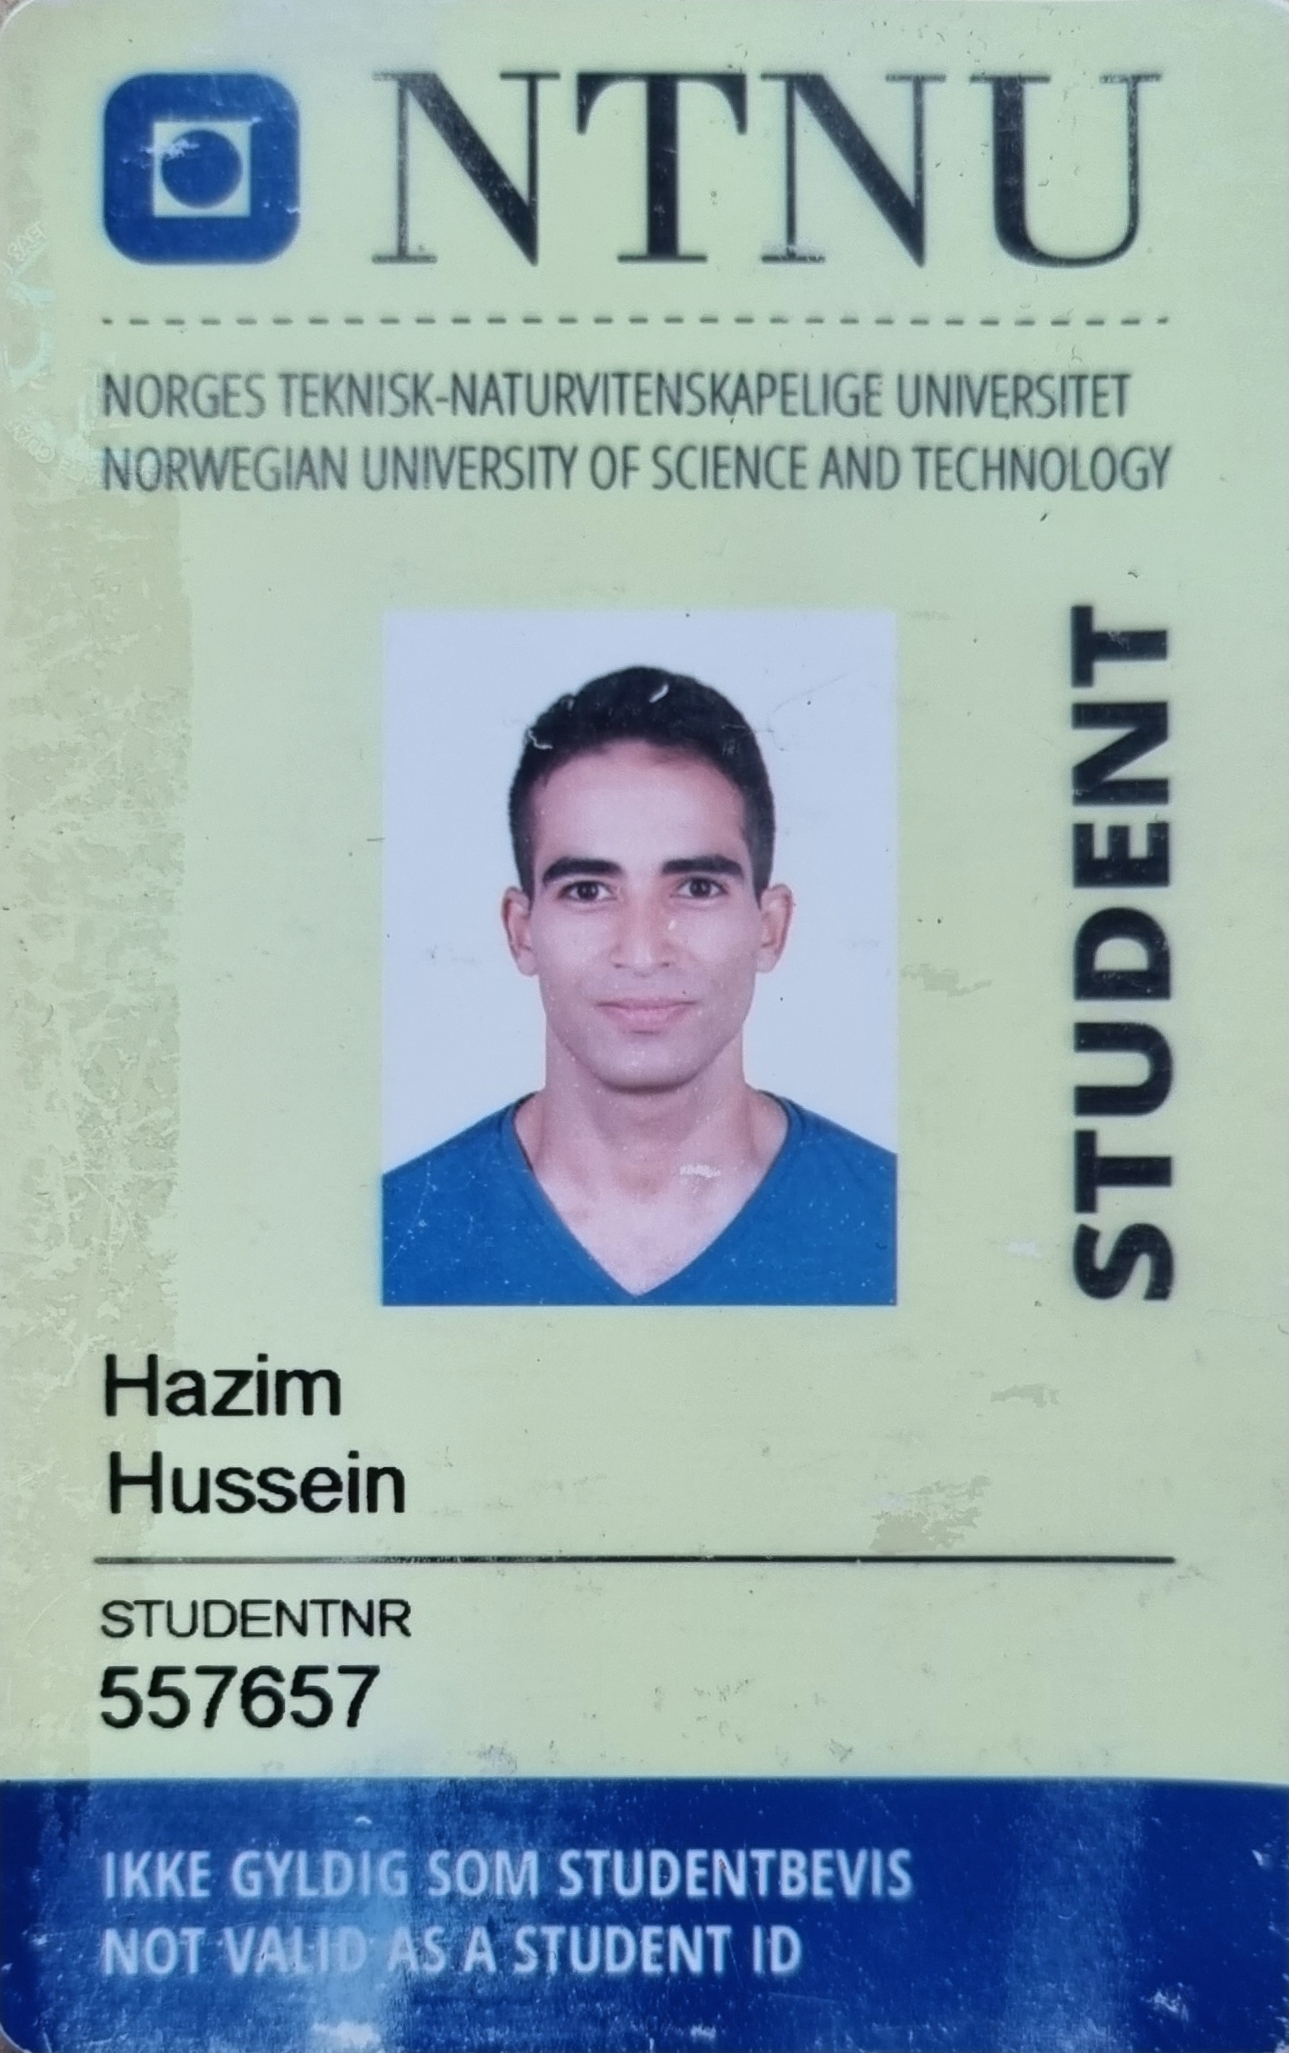 NTNU
NORGES TEKNISK-NATURVITENSKAPELIGE UNIVERSITET
NORWEGIAN UNIVERSITY OF SCIENCE AND TECHNOLOGY
STUDENT
Hazim
Hussein
STUDENTNR
557657
IKKE GYLDIG SOM STUDENTBEVIS
NOT VALID AS A STUDENT ID